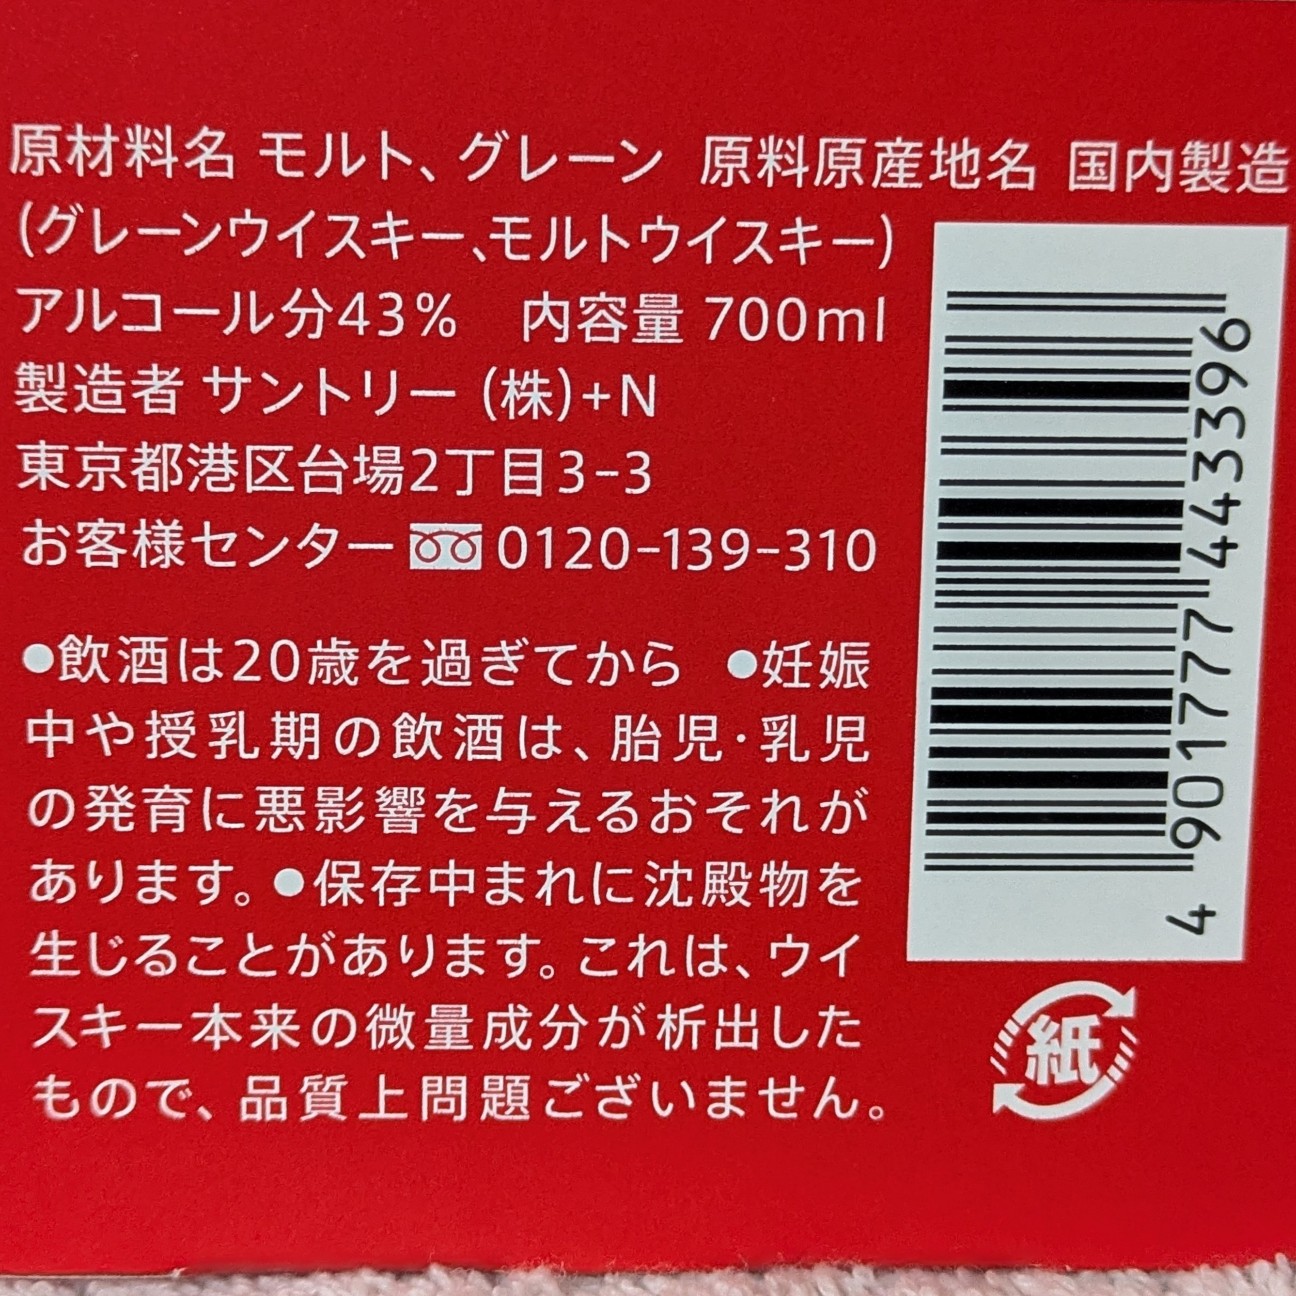 原材料名 モルト、グレーン 原料原産地名 国内製造
(グレーンウイスキー、モルトウイスキー)
アルコール分43% 内容量 700ml
製造者 サントリー (株)+N
東京都港区台場2丁目3-3
お客様センター 0120-139-310
●飲酒は20歳を過ぎてから ●妊娠
中や授乳期の飲酒は、胎児・乳児
の発育に悪影響を与えるおそれが
あります。●保存中まれに沈殿物を
生じることがあります。これは、ウイ
スキー本来の微量成分が析出した
もので、品質上問題ございません。
4 901777 443396
紙